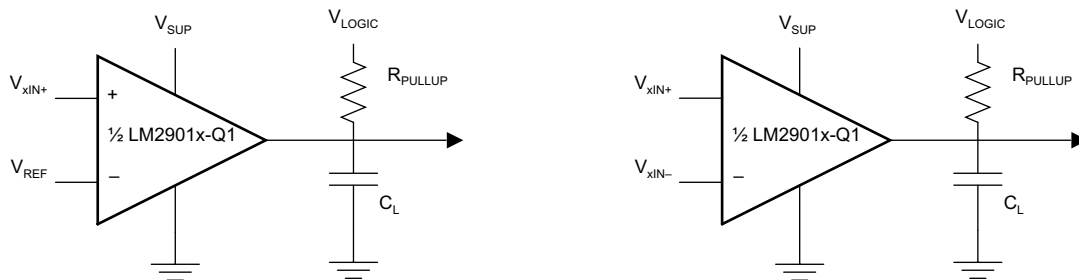 V_SUP
V_LOGIC
R_PULLUP
V_xIN+
+
½ LM2901x-Q1
V_REF
–
C_L
V_SUP
V_LOGIC
R_PULLUP
V_xIN+
+
½ LM2901x-Q1
V_xIN–
–
C_L